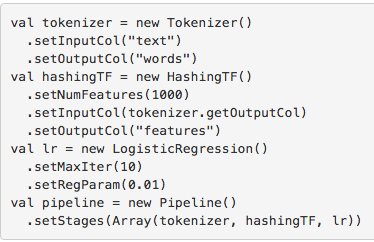 val tokenizer = new Tokenizer()
  .setInputCol("text")
  .setOutputCol("words")
val hashingTF = new HashingTF()
  .setNumFeatures(1000)
  .setInputCol(tokenizer.getOutputCol)
  .setOutputCol("features")
val lr = new LogisticRegression()
  .setMaxIter(10)
  .setRegParam(0.01)
val pipeline = new Pipeline()
  .setStages(Array(tokenizer, hashingTF, lr))